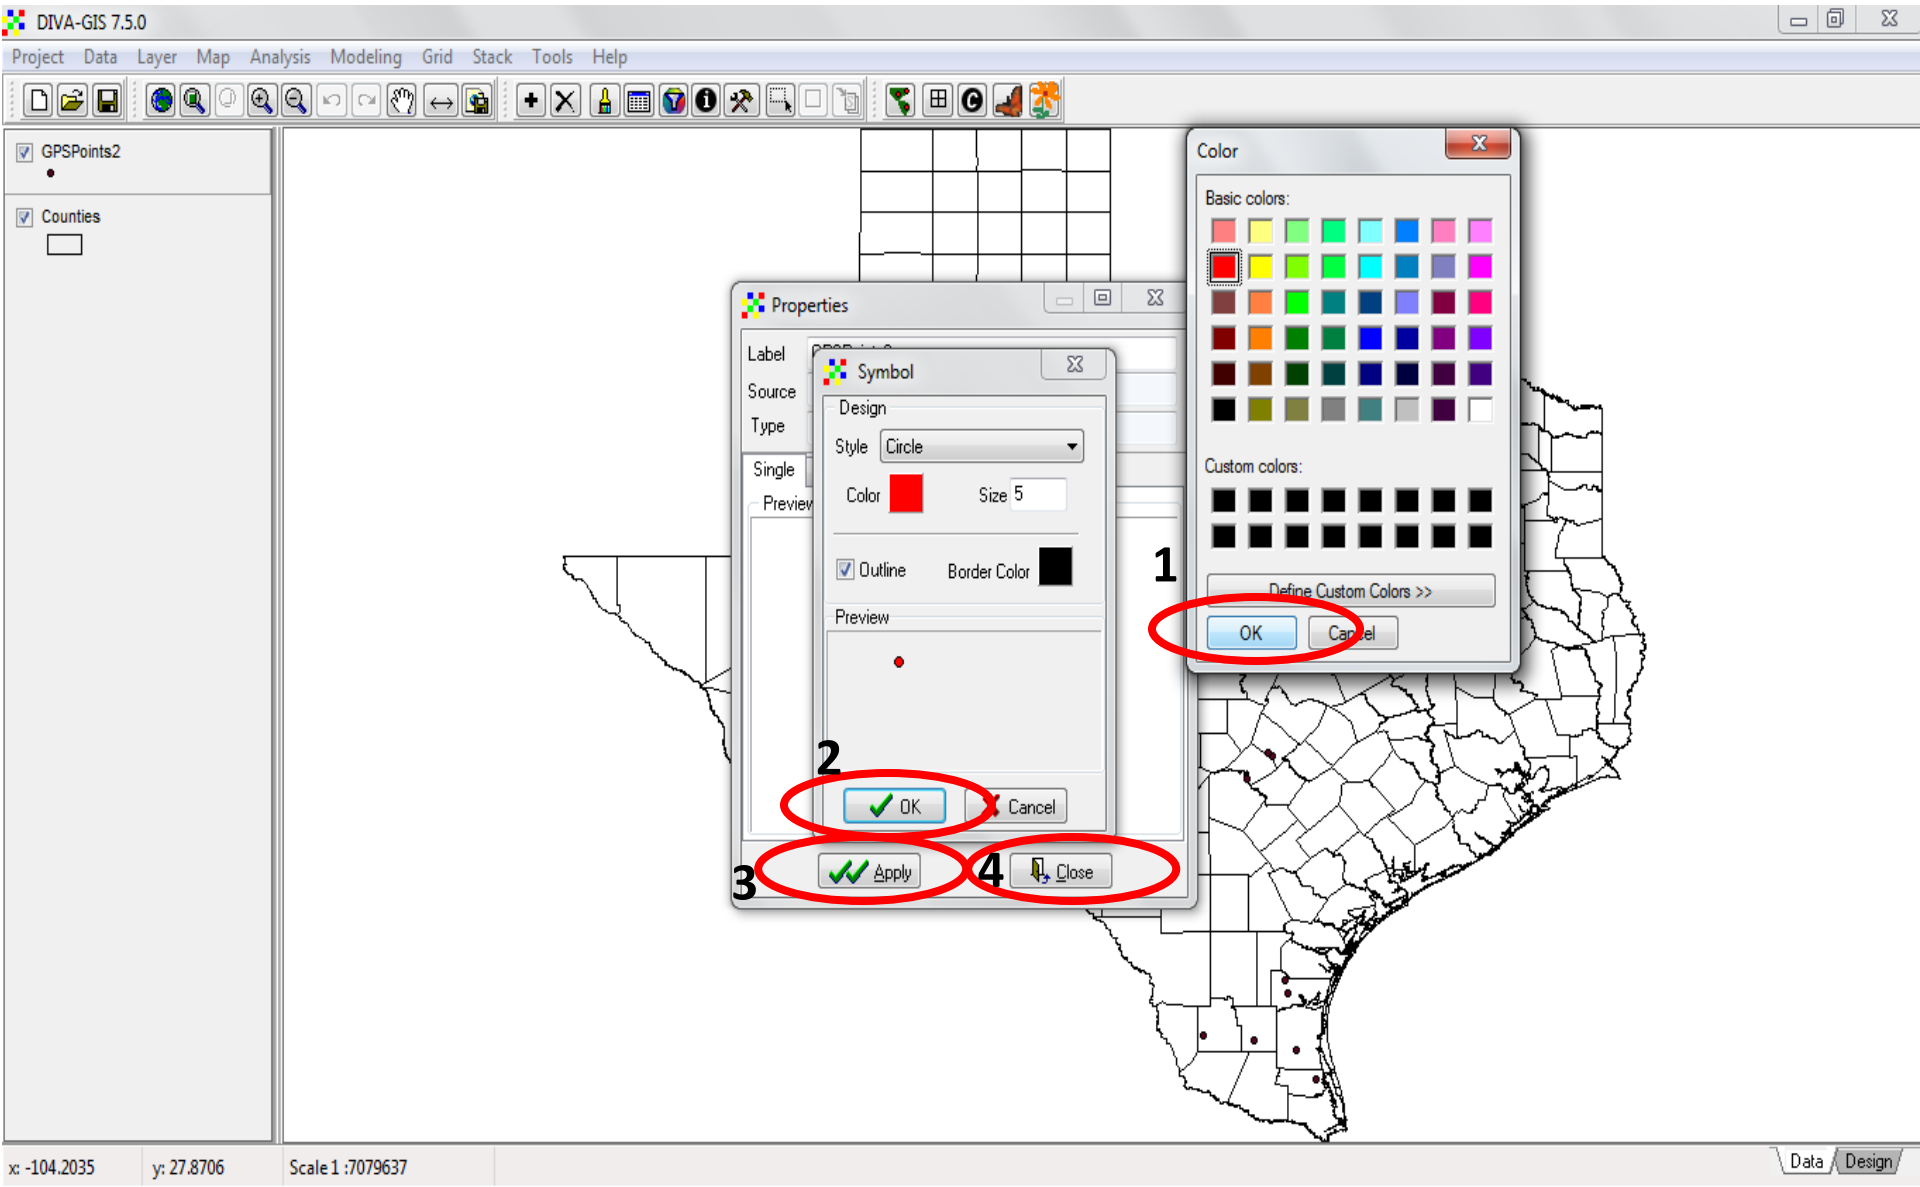 DIVA-GIS 7.5.0
Project Data Layer Map Analysis Modeling Grid Stack Tools Help
GPSPoints2
Counties
Properties
Label
Source
Type
Single
Preview
Symbol
Design
Style Circle
Color Size 5
Outline Border Color
Preview
2
OK Cancel
3 Apply 4 Close
Color
Basic colors:
Custom colors:
1
Define Custom Colors >>
OK Cancel
x: -104.2035 y: 27.8706 Scale 1 :7079637
Data Design